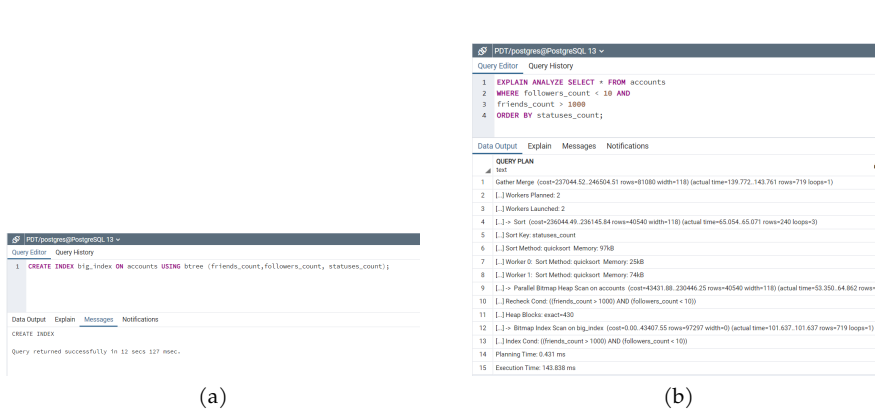 PDT/postgres@PostgreSQL 13
Query Editor Query History
1 CREATE INDEX big_index ON accounts USING btree (friends_count,followers_count, statuses_count);
Data Output Explain Messages Notifications
CREATE INDEX
Query returned successfully in 12 secs 127 msec.
(a)
PDT/postgres@PostgreSQL 13
Query Editor Query History
1 EXPLAIN ANALYZE SELECT * FROM accounts
2 WHERE followers_count < 10 AND
3 friends_count > 1000
4 ORDER BY statuses_count;
Data Output Explain Messages Notifications
QUERY PLAN
text
1 Gather Merge (cost=237044.52..246504.51 rows=81080 width=118) (actual time=139.772..143.761 rows=719 loops=1)
2 [...] Workers Planned: 2
3 [...] Workers Launched: 2
4 [...] -> Sort (cost=236044.49..236145.84 rows=40540 width=118) (actual time=65.054..65.071 rows=240 loops=3)
5 [...] Sort Key: statuses_count
6 [...] Sort Method: quicksort Memory: 97kB
7 [...] Worker 0: Sort Method: quicksort Memory: 25kB
8 [...] Worker 1: Sort Method: quicksort Memory: 74kB
9 [...] -> Parallel Bitmap Heap Scan on accounts (cost=43431.88..230446.25 rows=40540 width=118) (actual time=53.350..64.862 rows=
10 [...] Recheck Cond: ((friends_count > 1000) AND (followers_count < 10))
11 [...] Heap Blocks: exact=430
12 [...] -> Bitmap Index Scan on big_index (cost=0.00..43407.55 rows=97297 width=0) (actual time=101.637..101.637 rows=719 loops=1)
13 [...] Index Cond: ((friends_count > 1000) AND (followers_count < 10))
14 Planning Time: 0.431 ms
15 Execution Time: 143.838 ms
(b)